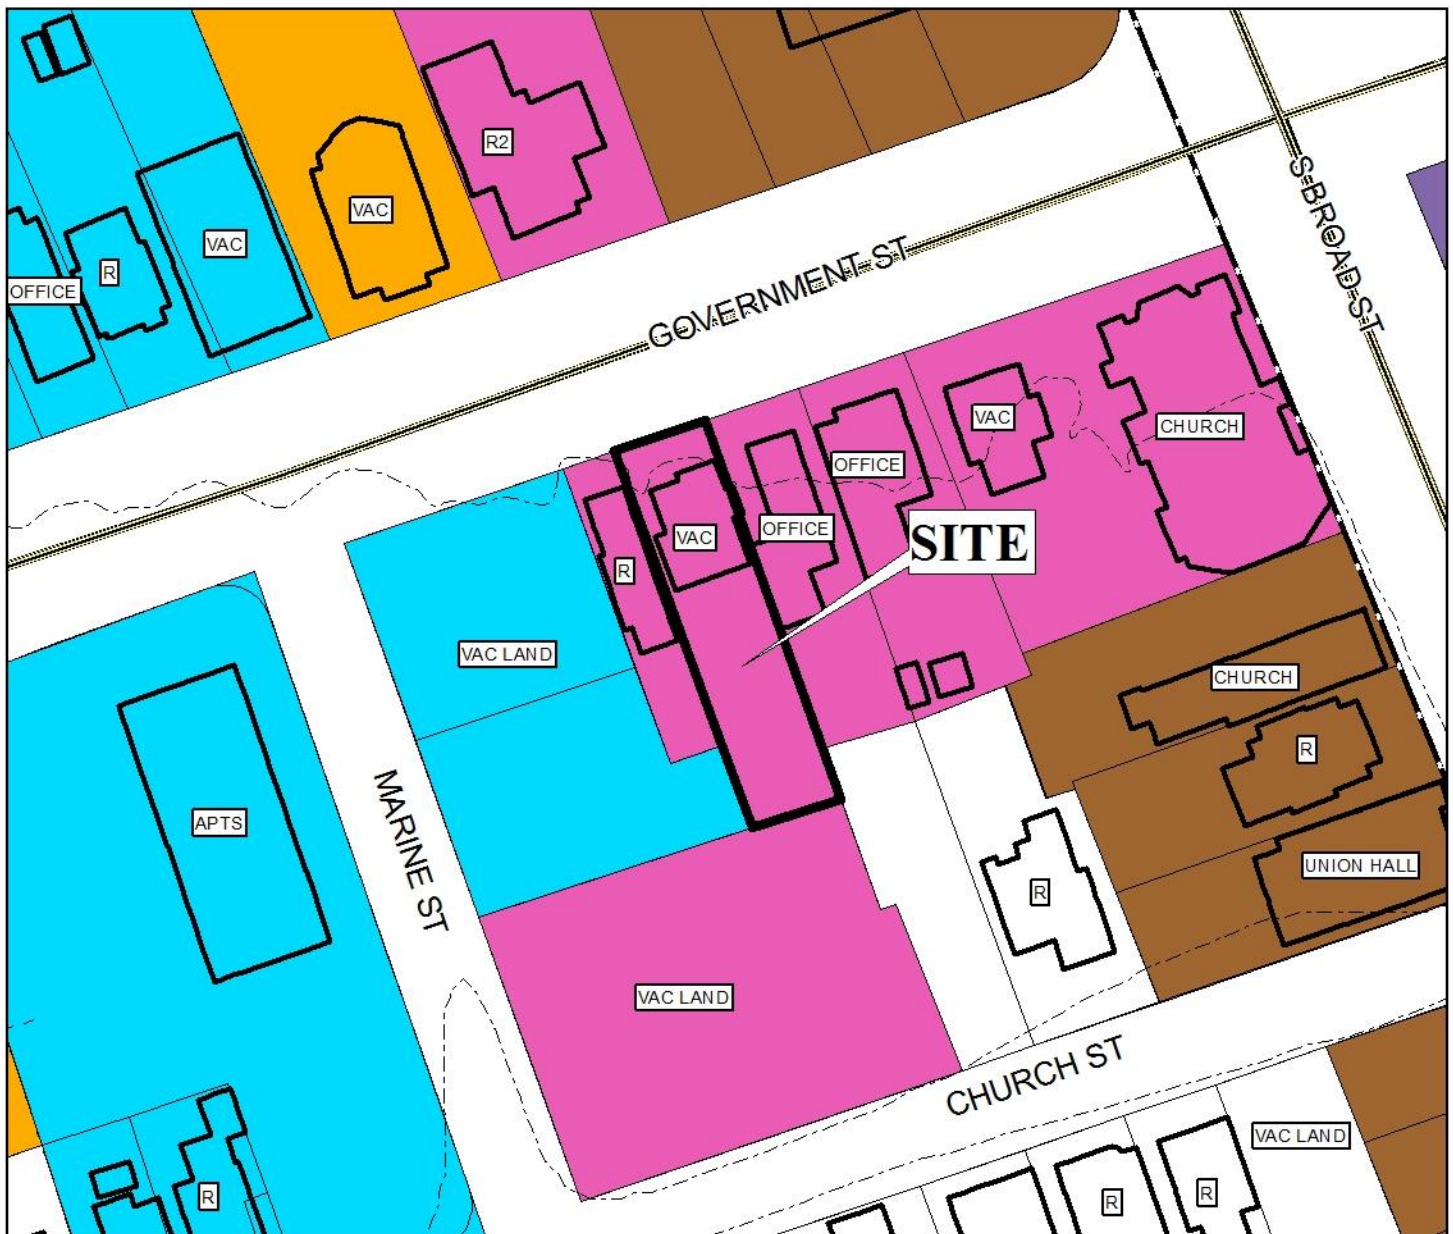 R2
VAC
VAC
R
OFFICE
S BROAD ST
GOVERNMENT ST
VAC
CHURCH
OFFICE
OFFICE
VAC
SITE
R
VAC LAND
CHURCH
R
APTS
MARINE ST
UNION HALL
R
VAC LAND
CHURCH ST
VAC LAND
R
R
R